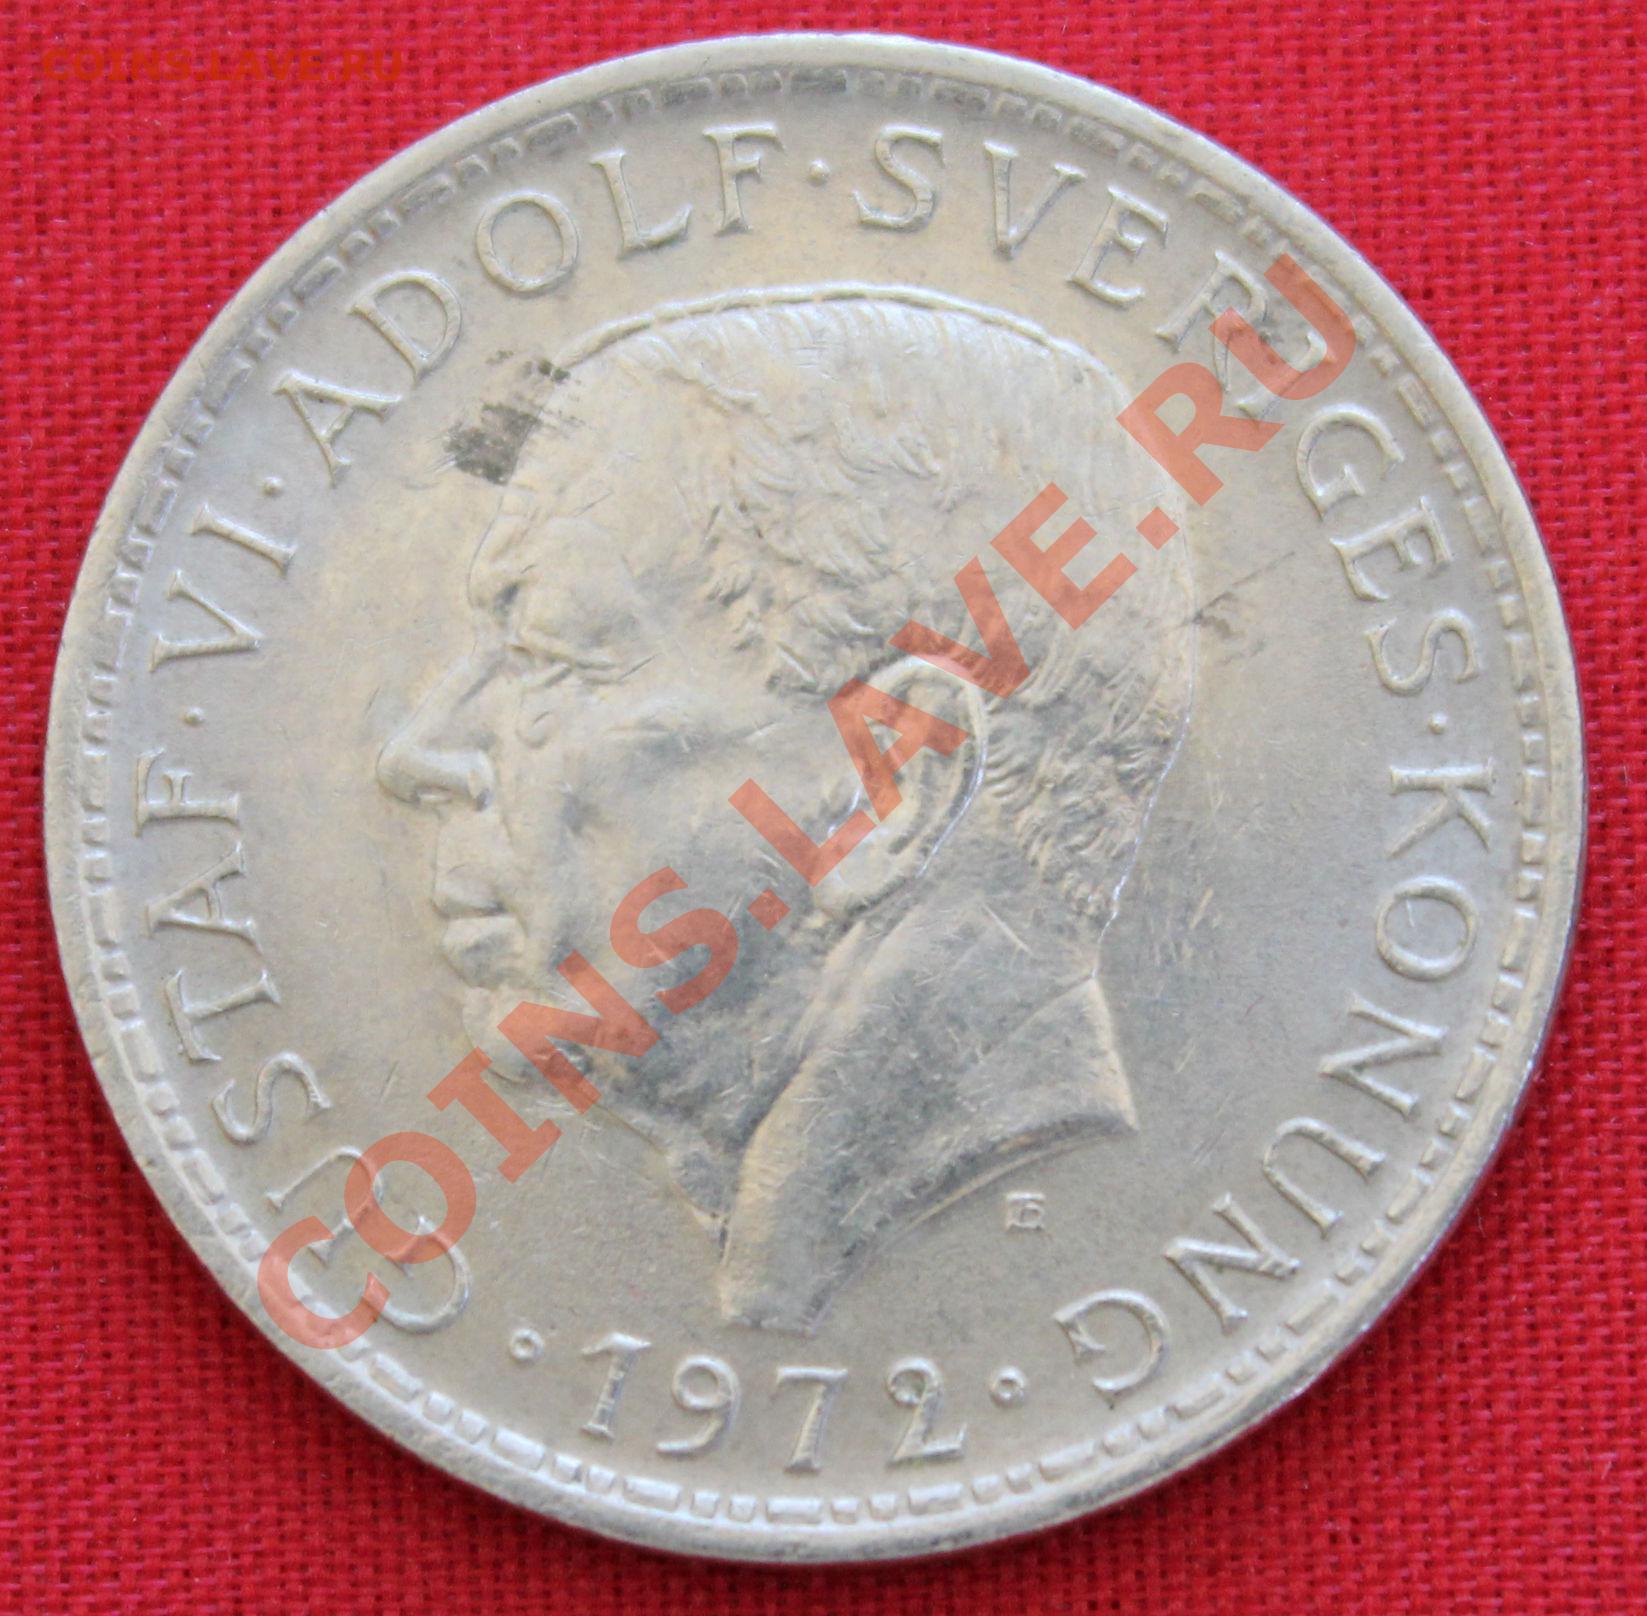 COINS.LAVE.RU
GUSTAF·VI·ADOLF·SVERIGES·KONUNG
·1972·
COINS.LAVE.RU